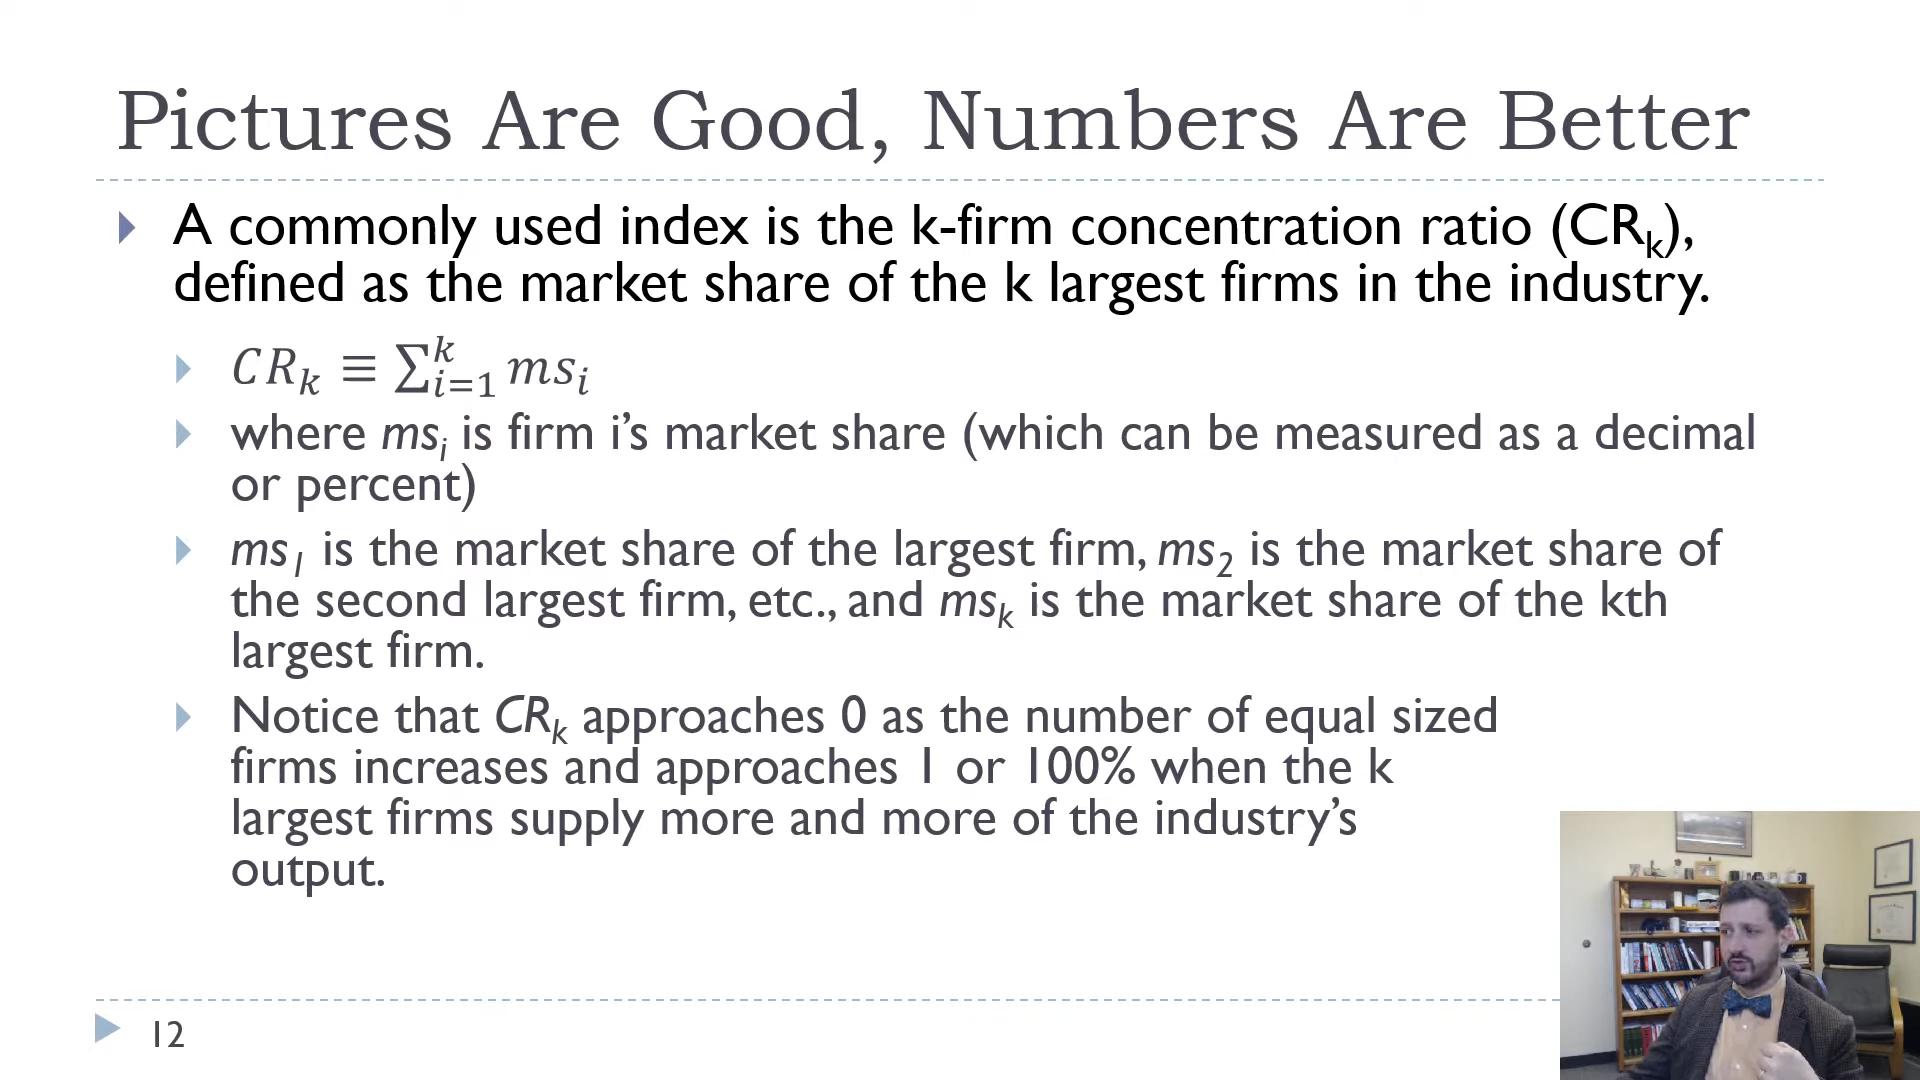 Pictures Are Good, Numbers Are Better
A commonly used index is the k-firm concentration ratio (CRₖ),
defined as the market share of the k largest firms in the industry.
CRₖ ≡ ∑ᵢ₌₁ᵏ msᵢ
where msᵢ is firm i’s market share (which can be measured as a decimal
or percent)
ms₁ is the market share of the largest firm, ms₂ is the market share of
the second largest firm, etc., and msₖ is the market share of the kth
largest firm.
Notice that CRₖ approaches 0 as the number of equal sized
firms increases and approaches 1 or 100% when the k
largest firms supply more and more of the industry’s
output.
12